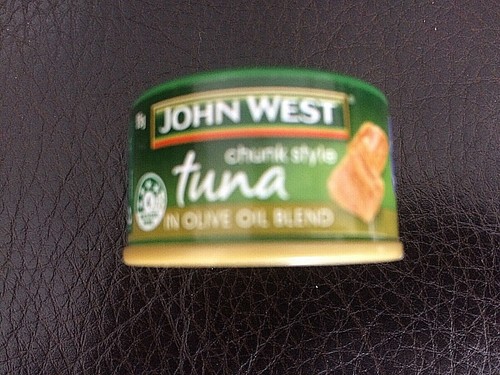 JOHN WEST
chunk style
tuna
IN OLIVE OIL BLEND